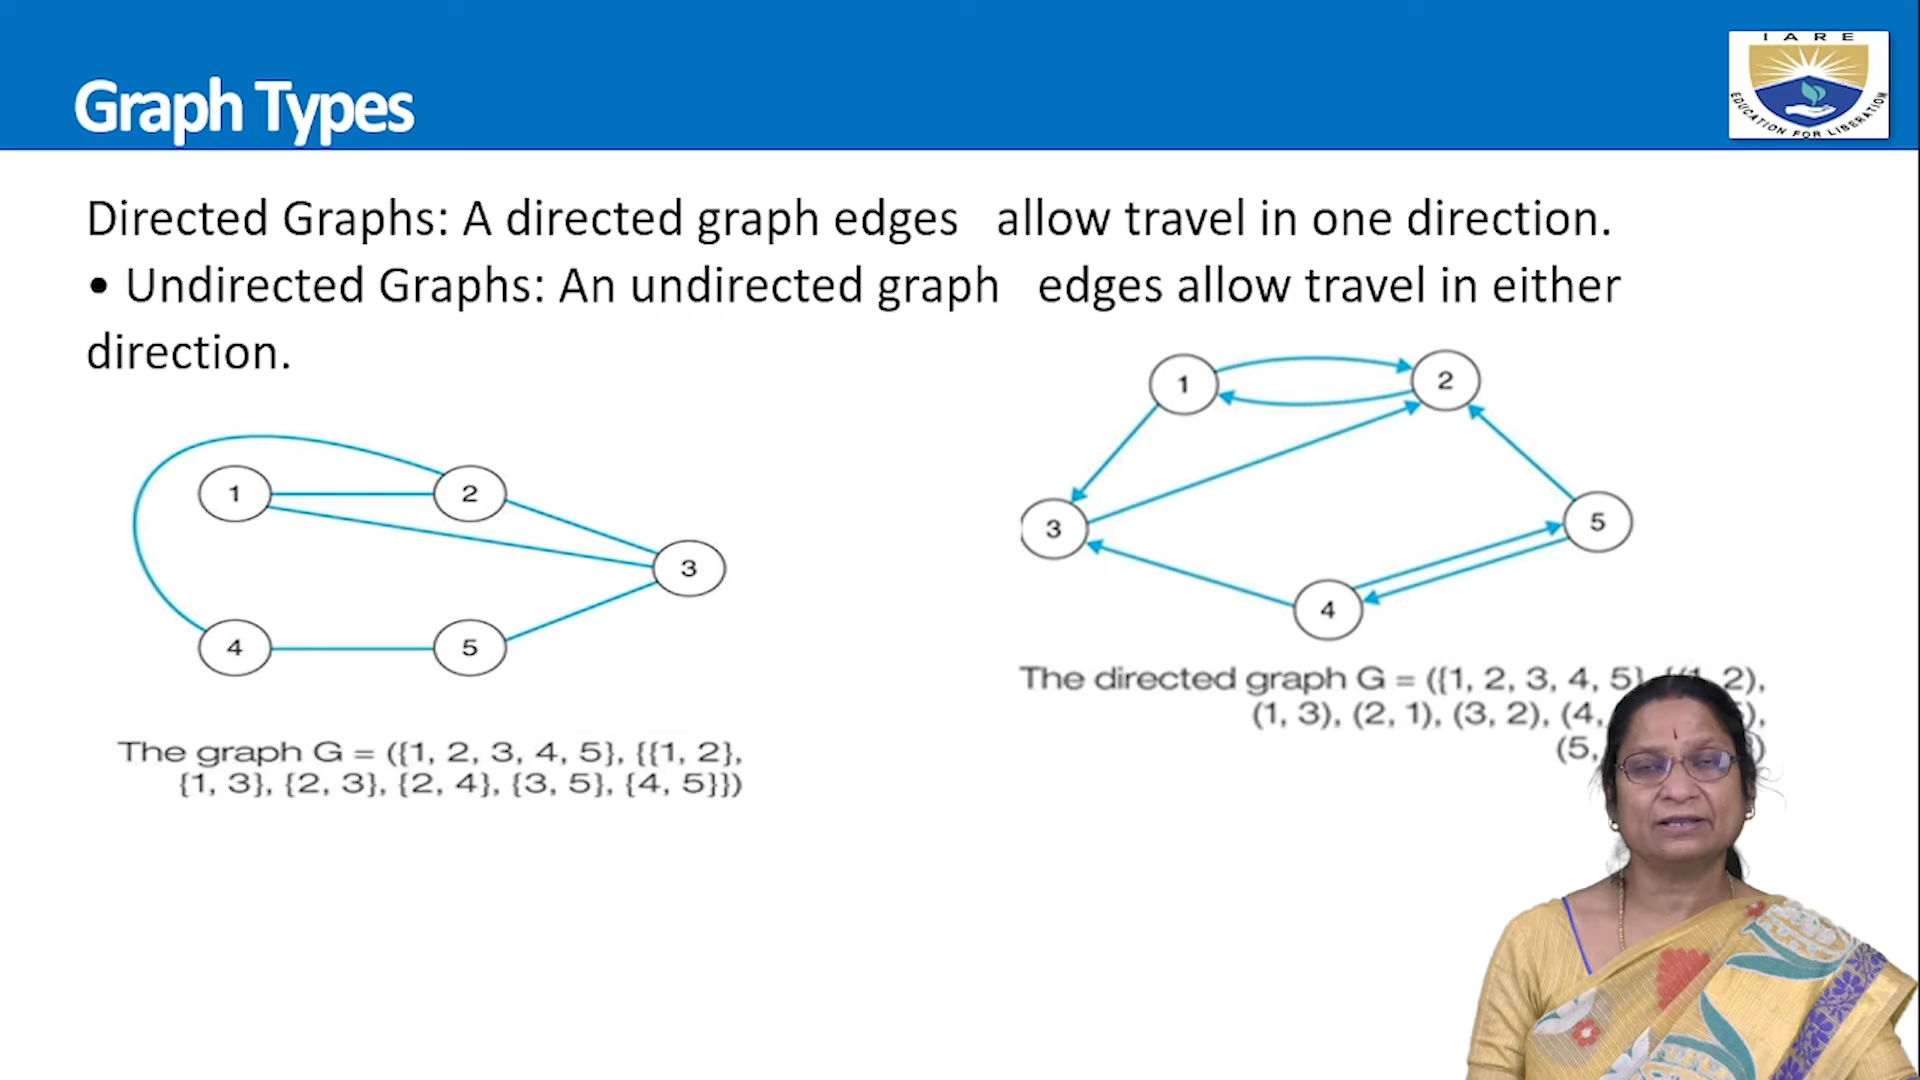 IARE
EDUCATION FOR LIBERATION
Graph Types
Directed Graphs: A directed graph edges allow travel in one direction.
• Undirected Graphs: An undirected graph edges allow travel in either
direction.
1
2
3
4
5
The graph G = ({1, 2, 3, 4, 5}, {{1, 2},
{1, 3}, {2, 3}, {2, 4}, {3, 5}, {4, 5}})
1
2
3
5
4
The directed graph G = ({1, 2, 3, 4, 5}, 2),
(1, 3), (2, 1), (3, 2), (4, ),
(5, )